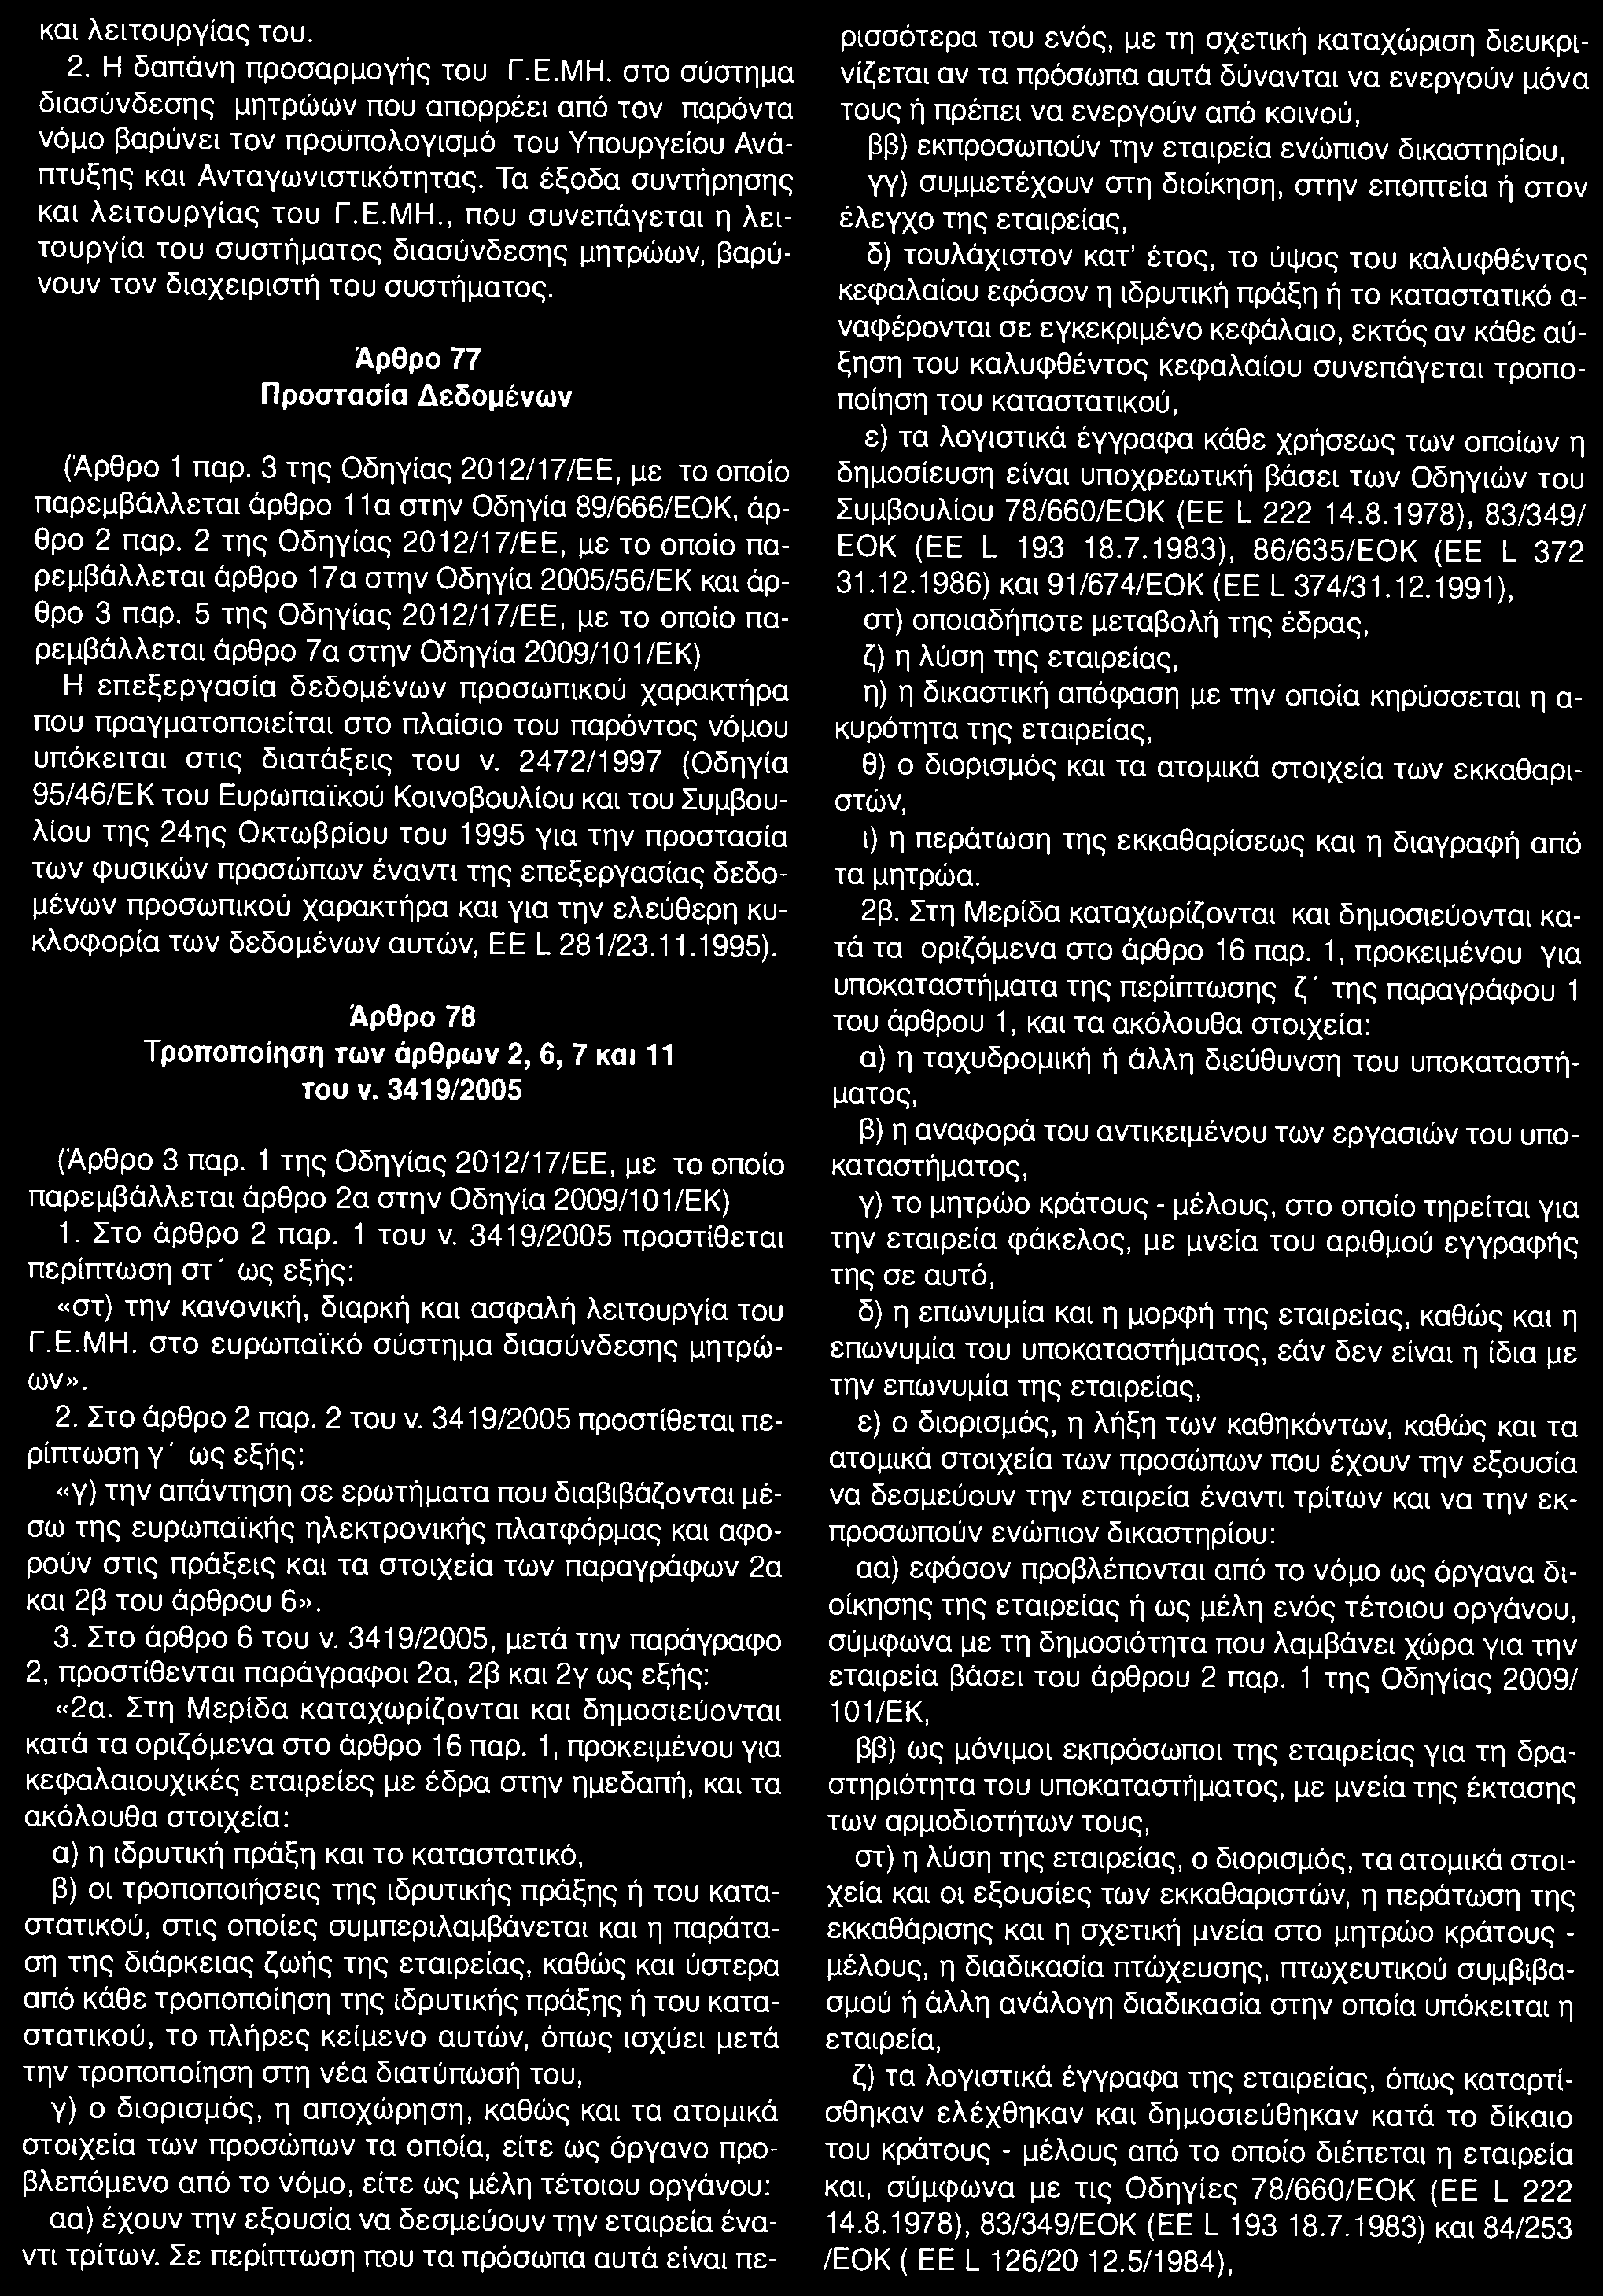 και λειτουργίας του.
2. Η δαπάνη προσαρμογής του Γ.Ε.ΜΗ. στο σύστημα
διασύνδεσης μητρώων που απορρέει από τον παρόντα
νόμο βαρύνει τον προϋπολογισμό του Υπουργείου Ανά-
πτυξης και Ανταγωνιστικότητας. Τα έξοδα συντήρησης
και λειτουργίας του Γ.Ε.ΜΗ., που συνεπάγεται η λει-
τουργία του συστήματος διασύνδεσης μητρώων, βαρύ-
νουν τον διαχειριστή του συστήματος.
Άρθρο 77
Προστασία Δεδομένων
(Άρθρο 1 παρ. 3 της Οδηγίας 2012/17/ΕΕ, με το οποίο
παρεμβάλλεται άρθρο 11α στην Οδηγία 89/666/ΕΟΚ, άρ-
θρο 2 παρ. 2 της Οδηγίας 2012/17/ΕΕ, με το οποίο πα-
ρεμβάλλεται άρθρο 17α στην Οδηγία 2005/56/ΕΚ και άρ-
θρο 3 παρ. 5 της Οδηγίας 2012/17/ΕΕ, με το οποίο πα-
ρεμβάλλεται άρθρο 7α στην Οδηγία 2009/101/ΕΚ)
Η επεξεργασία δεδομένων προσωπικού χαρακτήρα
που πραγματοποιείται στο πλαίσιο του παρόντος νόμου
υπόκειται στις διατάξεις του ν. 2472/1997 (Οδηγία
95/46/ΕΚ του Ευρωπαϊκού Κοινοβουλίου και του Συμβου-
λίου της 24ης Οκτωβρίου του 1995 για την προστασία
των φυσικών προσώπων έναντι της επεξεργασίας δεδο-
μένων προσωπικού χαρακτήρα και για την ελεύθερη κυ-
κλοφορία των δεδομένων αυτών, ΕΕ L 281/23.11.1995).
Άρθρο 78
Τροποποίηση των άρθρων 2, 6, 7 και 11
του ν. 3419/2005
(Άρθρο 3 παρ. 1 της Οδηγίας 2012/17/ΕΕ, με το οποίο
παρεμβάλλεται άρθρο 2α στην Οδηγία 2009/101/ΕΚ)
1. Στο άρθρο 2 παρ. 1 του ν. 3419/2005 προστίθεται
περίπτωση στ΄ ως εξής:
«στ) την κανονική, διαρκή και ασφαλή λειτουργία του
Γ.Ε.ΜΗ. στο ευρωπαϊκό σύστημα διασύνδεσης μητρώ-
ων».
2. Στο άρθρο 2 παρ. 2 του ν. 3419/2005 προστίθεται πε-
ρίπτωση γ΄ ως εξής:
«γ) την απάντηση σε ερωτήματα που διαβιβάζονται μέ-
σω της ευρωπαϊκής ηλεκτρονικής πλατφόρμας και αφο-
ρούν στις πράξεις και τα στοιχεία των παραγράφων 2α
και 2β του άρθρου 6».
3. Στο άρθρο 6 του ν. 3419/2005, μετά την παράγραφο
2, προστίθενται παράγραφοι 2α, 2β και 2γ ως εξής:
«2α. Στη Μερίδα καταχωρίζονται και δημοσιεύονται
κατά τα οριζόμενα στο άρθρο 16 παρ. 1, προκειμένου για
κεφαλαιουχικές εταιρείες με έδρα στην ημεδαπή, και τα
ακόλουθα στοιχεία:
α) η ιδρυτική πράξη και το καταστατικό,
β) οι τροποποιήσεις της ιδρυτικής πράξης ή του κατα-
στατικού, στις οποίες συμπεριλαμβάνεται και η παράτα-
ση της διάρκειας ζωής της εταιρείας, καθώς και ύστερα
από κάθε τροποποίηση της ιδρυτικής πράξης ή του κατα-
στατικού, το πλήρες κείμενο αυτών, όπως ισχύει μετά
την τροποποίηση στη νέα διατύπωσή του,
γ) ο διορισμός, η αποχώρηση, καθώς και τα ατομικά
στοιχεία των προσώπων τα οποία, είτε ως όργανο προ-
βλεπόμενο από το νόμο, είτε ως μέλη τέτοιου οργάνου:
αα) έχουν την εξουσία να δεσμεύουν την εταιρεία ένα-
ντι τρίτων. Σε περίπτωση που τα πρόσωπα αυτά είναι πε-
ρισσότερα του ενός, με τη σχετική καταχώριση διευκρι-
νίζεται αν τα πρόσωπα αυτά δύνανται να ενεργούν μόνα
τους ή πρέπει να ενεργούν από κοινού,
ββ) εκπροσωπούν την εταιρεία ενώπιον δικαστηρίου,
γγ) συμμετέχουν στη διοίκηση, στην εποπτεία ή στον
έλεγχο της εταιρείας,
δ) τουλάχιστον κατ' έτος, το ύψος του καλυφθέντος
κεφαλαίου εφόσον η ιδρυτική πράξη ή το καταστατικό α-
ναφέρονται σε εγκεκριμένο κεφάλαιο, εκτός αν κάθε αύ-
ξηση του καλυφθέντος κεφαλαίου συνεπάγεται τροπο-
ποίηση του καταστατικού,
ε) τα λογιστικά έγγραφα κάθε χρήσεως των οποίων η
δημοσίευση είναι υποχρεωτική βάσει των Οδηγιών του
Συμβουλίου 78/660/ΕΟΚ (ΕΕ L 222 14.8.1978), 83/349/
ΕΟΚ (ΕΕ L 193 18.7.1983), 86/635/ΕΟΚ (ΕΕ L 372
31.12.1986) και 91/674/ΕΟΚ (ΕΕ L 374/31.12.1991),
στ) οποιαδήποτε μεταβολή της έδρας,
ζ) η λύση της εταιρείας,
η) η δικαστική απόφαση με την οποία κηρύσσεται η α-
κυρότητα της εταιρείας,
θ) ο διορισμός και τα ατομικά στοιχεία των εκκαθαρι-
στών,
ι) η περάτωση της εκκαθαρίσεως και η διαγραφή από
τα μητρώα.
2β. Στη Μερίδα καταχωρίζονται και δημοσιεύονται κα-
τά τα οριζόμενα στο άρθρο 16 παρ. 1, προκειμένου για
υποκαταστήματα της περίπτωσης ζ΄ της παραγράφου 1
του άρθρου 1, και τα ακόλουθα στοιχεία:
α) η ταχυδρομική ή άλλη διεύθυνση του υποκαταστή-
ματος,
β) η αναφορά του αντικειμένου των εργασιών του υπο-
καταστήματος,
γ) το μητρώο κράτους - μέλους, στο οποίο τηρείται για
την εταιρεία φάκελος, με μνεία του αριθμού εγγραφής
της σε αυτό,
δ) η επωνυμία και η μορφή της εταιρείας, καθώς και η
επωνυμία του υποκαταστήματος, εάν δεν είναι η ίδια με
την επωνυμία της εταιρείας,
ε) ο διορισμός, η λήξη των καθηκόντων, καθώς και τα
ατομικά στοιχεία των προσώπων που έχουν την εξουσία
να δεσμεύουν την εταιρεία έναντι τρίτων και να την εκ-
προσωπούν ενώπιον δικαστηρίου:
αα) εφόσον προβλέπονται από το νόμο ως όργανα δι-
οίκησης της εταιρείας ή ως μέλη ενός τέτοιου οργάνου,
σύμφωνα με τη δημοσιότητα που λαμβάνει χώρα για την
εταιρεία βάσει του άρθρου 2 παρ. 1 της Οδηγίας 2009/
101/ΕΚ,
ββ) ως μόνιμοι εκπρόσωποι της εταιρείας για τη δρα-
στηριότητα του υποκαταστήματος, με μνεία της έκτασης
των αρμοδιοτήτων τους,
στ) η λύση της εταιρείας, ο διορισμός, τα ατομικά στοι-
χεία και οι εξουσίες των εκκαθαριστών, η περάτωση της
εκκαθάρισης και η σχετική μνεία στο μητρώο κράτους -
μέλους, η διαδικασία πτώχευσης, πτωχευτικού συμβιβα-
σμού ή άλλη ανάλογη διαδικασία στην οποία υπόκειται η
εταιρεία,
ζ) τα λογιστικά έγγραφα της εταιρείας, όπως καταρτί-
σθηκαν ελέχθηκαν και δημοσιεύθηκαν κατά το δίκαιο
του κράτους - μέλους από το οποίο διέπεται η εταιρεία
και, σύμφωνα με τις Οδηγίες 78/660/ΕΟΚ (ΕΕ L 222
14.8.1978), 83/349/ΕΟΚ (ΕΕ L 193 18.7.1983) και 84/253
/ΕΟΚ ( ΕΕ L 126/20 12.5/1984),